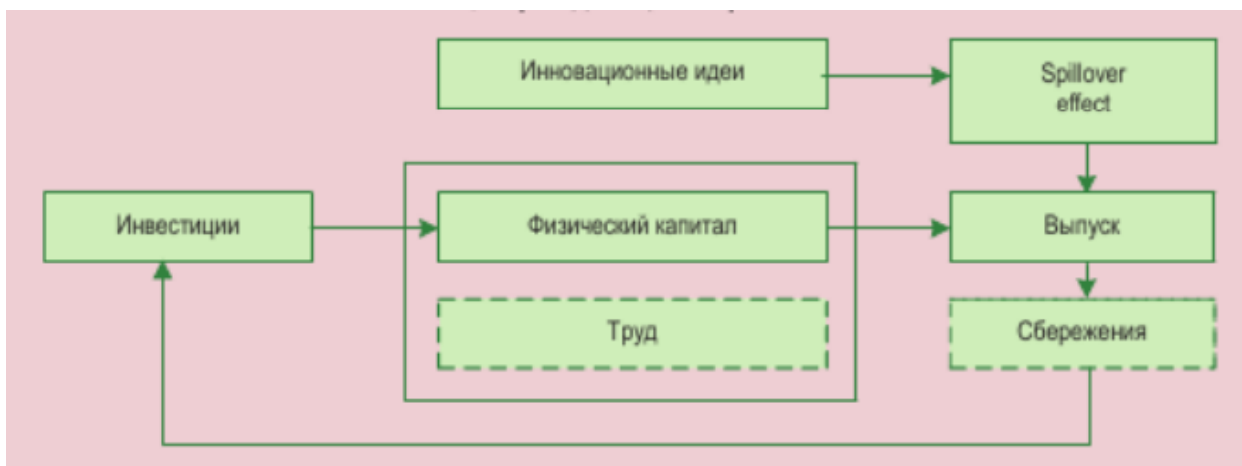 Инновационные идеи
Spillover
effect
Инвестиции
Физический капитал
Выпуск
Труд
Сбережения